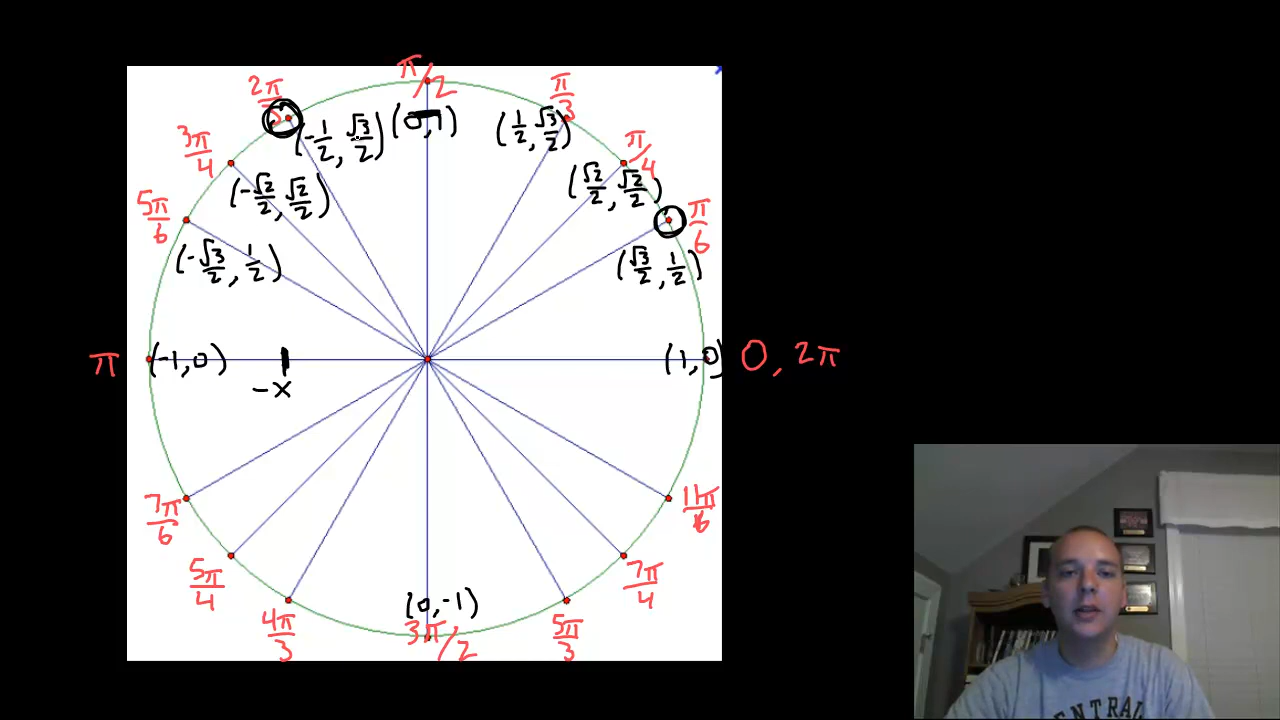 π/2
2π/3
π/3
(-1/2, √3/2)
(0,1)
(1/2, √3/2)
3π/4
π/4
(-√2/2, √2/2)
(√2/2, √2/2)
5π/6
π/6
(-√3/2, 1/2)
(√3/2, 1/2)
π
(-1,0)
(1,0)
0, 2π
-x
7π/6
11π/6
5π/4
7π/4
(0,-1)
4π/3
3π/2
5π/3
CENTRAL